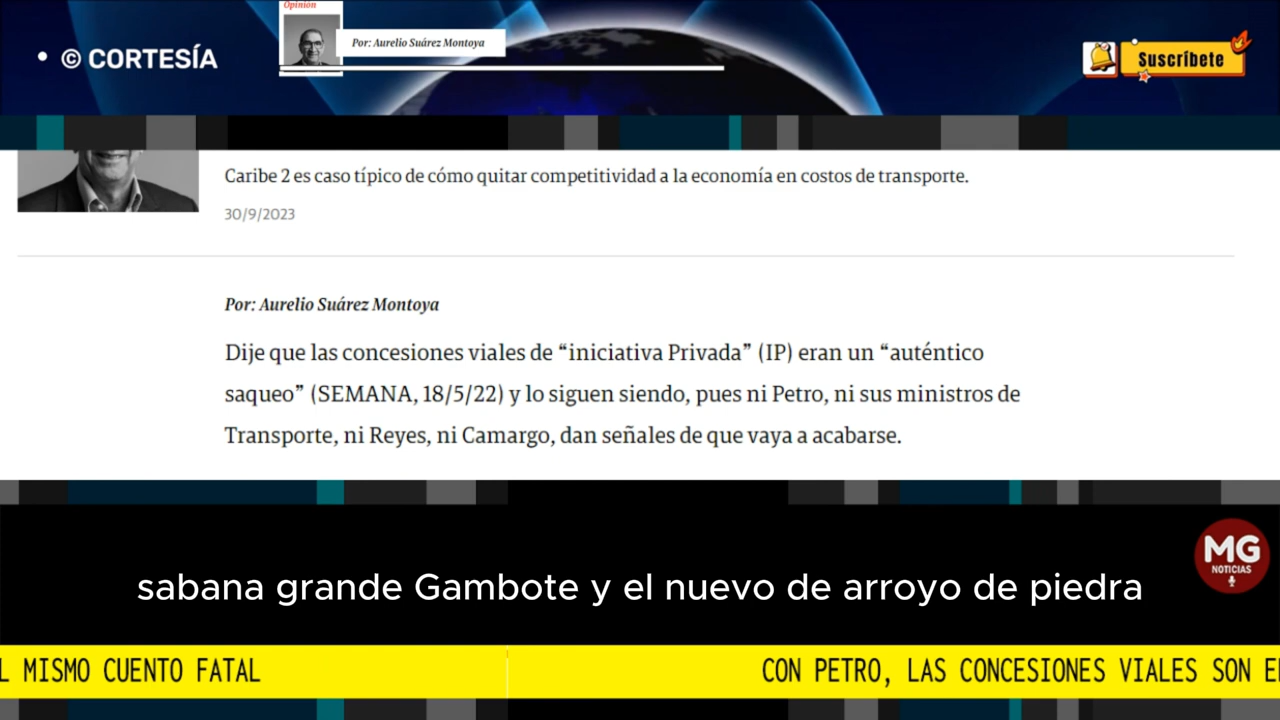 Opinión
Por: Aurelio Suárez Montoya
• © CORTESÍA
Suscríbete
Caribe 2 es caso típico de cómo quitar competitividad a la economía en costos de transporte.
30/9/2023
Por: Aurelio Suárez Montoya
Dije que las concesiones viales de “iniciativa Privada” (IP) eran un “auténtico
saqueo” (SEMANA, 18/5/22) y lo siguen siendo, pues ni Petro, ni sus ministros de
Transporte, ni Reyes, ni Camargo, dan señales de que vaya a acabarse.
MG
NOTICIAS
sabana grande Gambote y el nuevo de arroyo de piedra
L MISMO CUENTO FATAL
CON PETRO, LAS CONCESIONES VIALES SON E